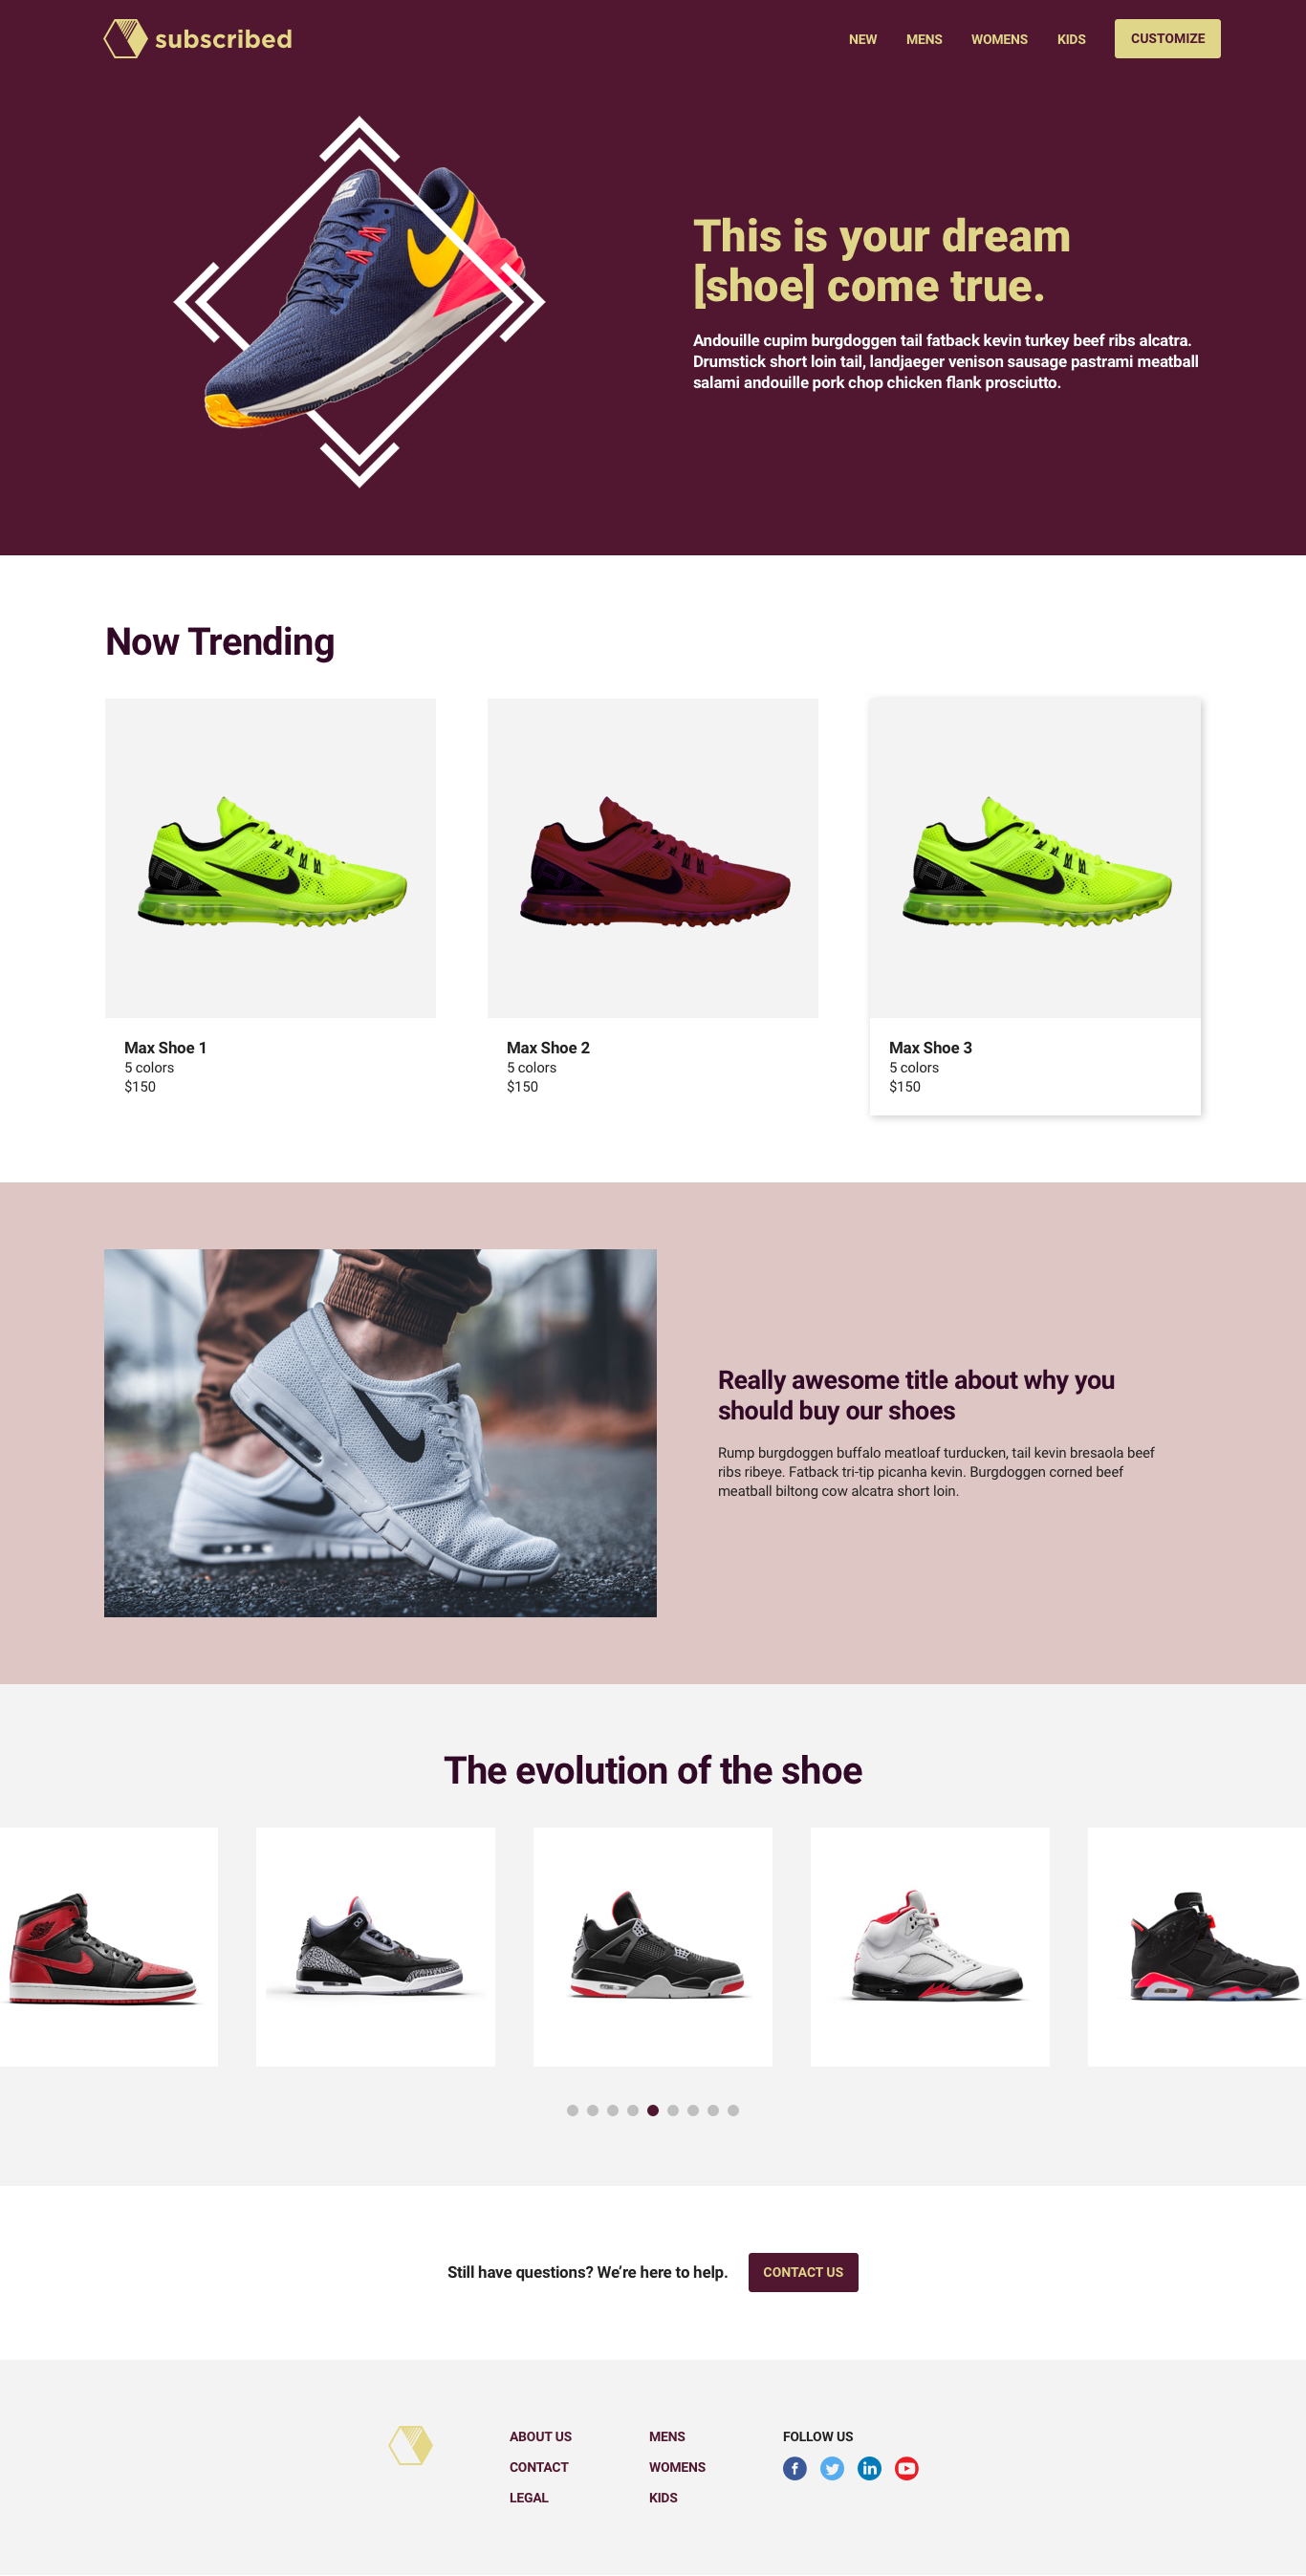 subscribed
NEW
MENS
WOMENS
KIDS
CUSTOMIZE
This is your dream
[shoe] come true.
Andouille cupim burgdoggen tail fatback kevin turkey beef ribs alcatra.
Drumstick short loin tail, landjaeger venison sausage pastrami meatball
salami andouille pork chop chicken flank prosciutto.
Now Trending
Max Shoe 1
5 colors
$150
Max Shoe 2
5 colors
$150
Max Shoe 3
5 colors
$150
Really awesome title about why you
should buy our shoes
Rump burgdoggen buffalo meatloaf turducken, tail kevin bresaola beef
ribs ribeye. Fatback tri-tip picanha kevin. Burgdoggen corned beef
meatball biltong cow alcatra short loin.
The evolution of the shoe
Still have questions? We’re here to help.
CONTACT US
ABOUT US
CONTACT
LEGAL
MENS
WOMENS
KIDS
FOLLOW US